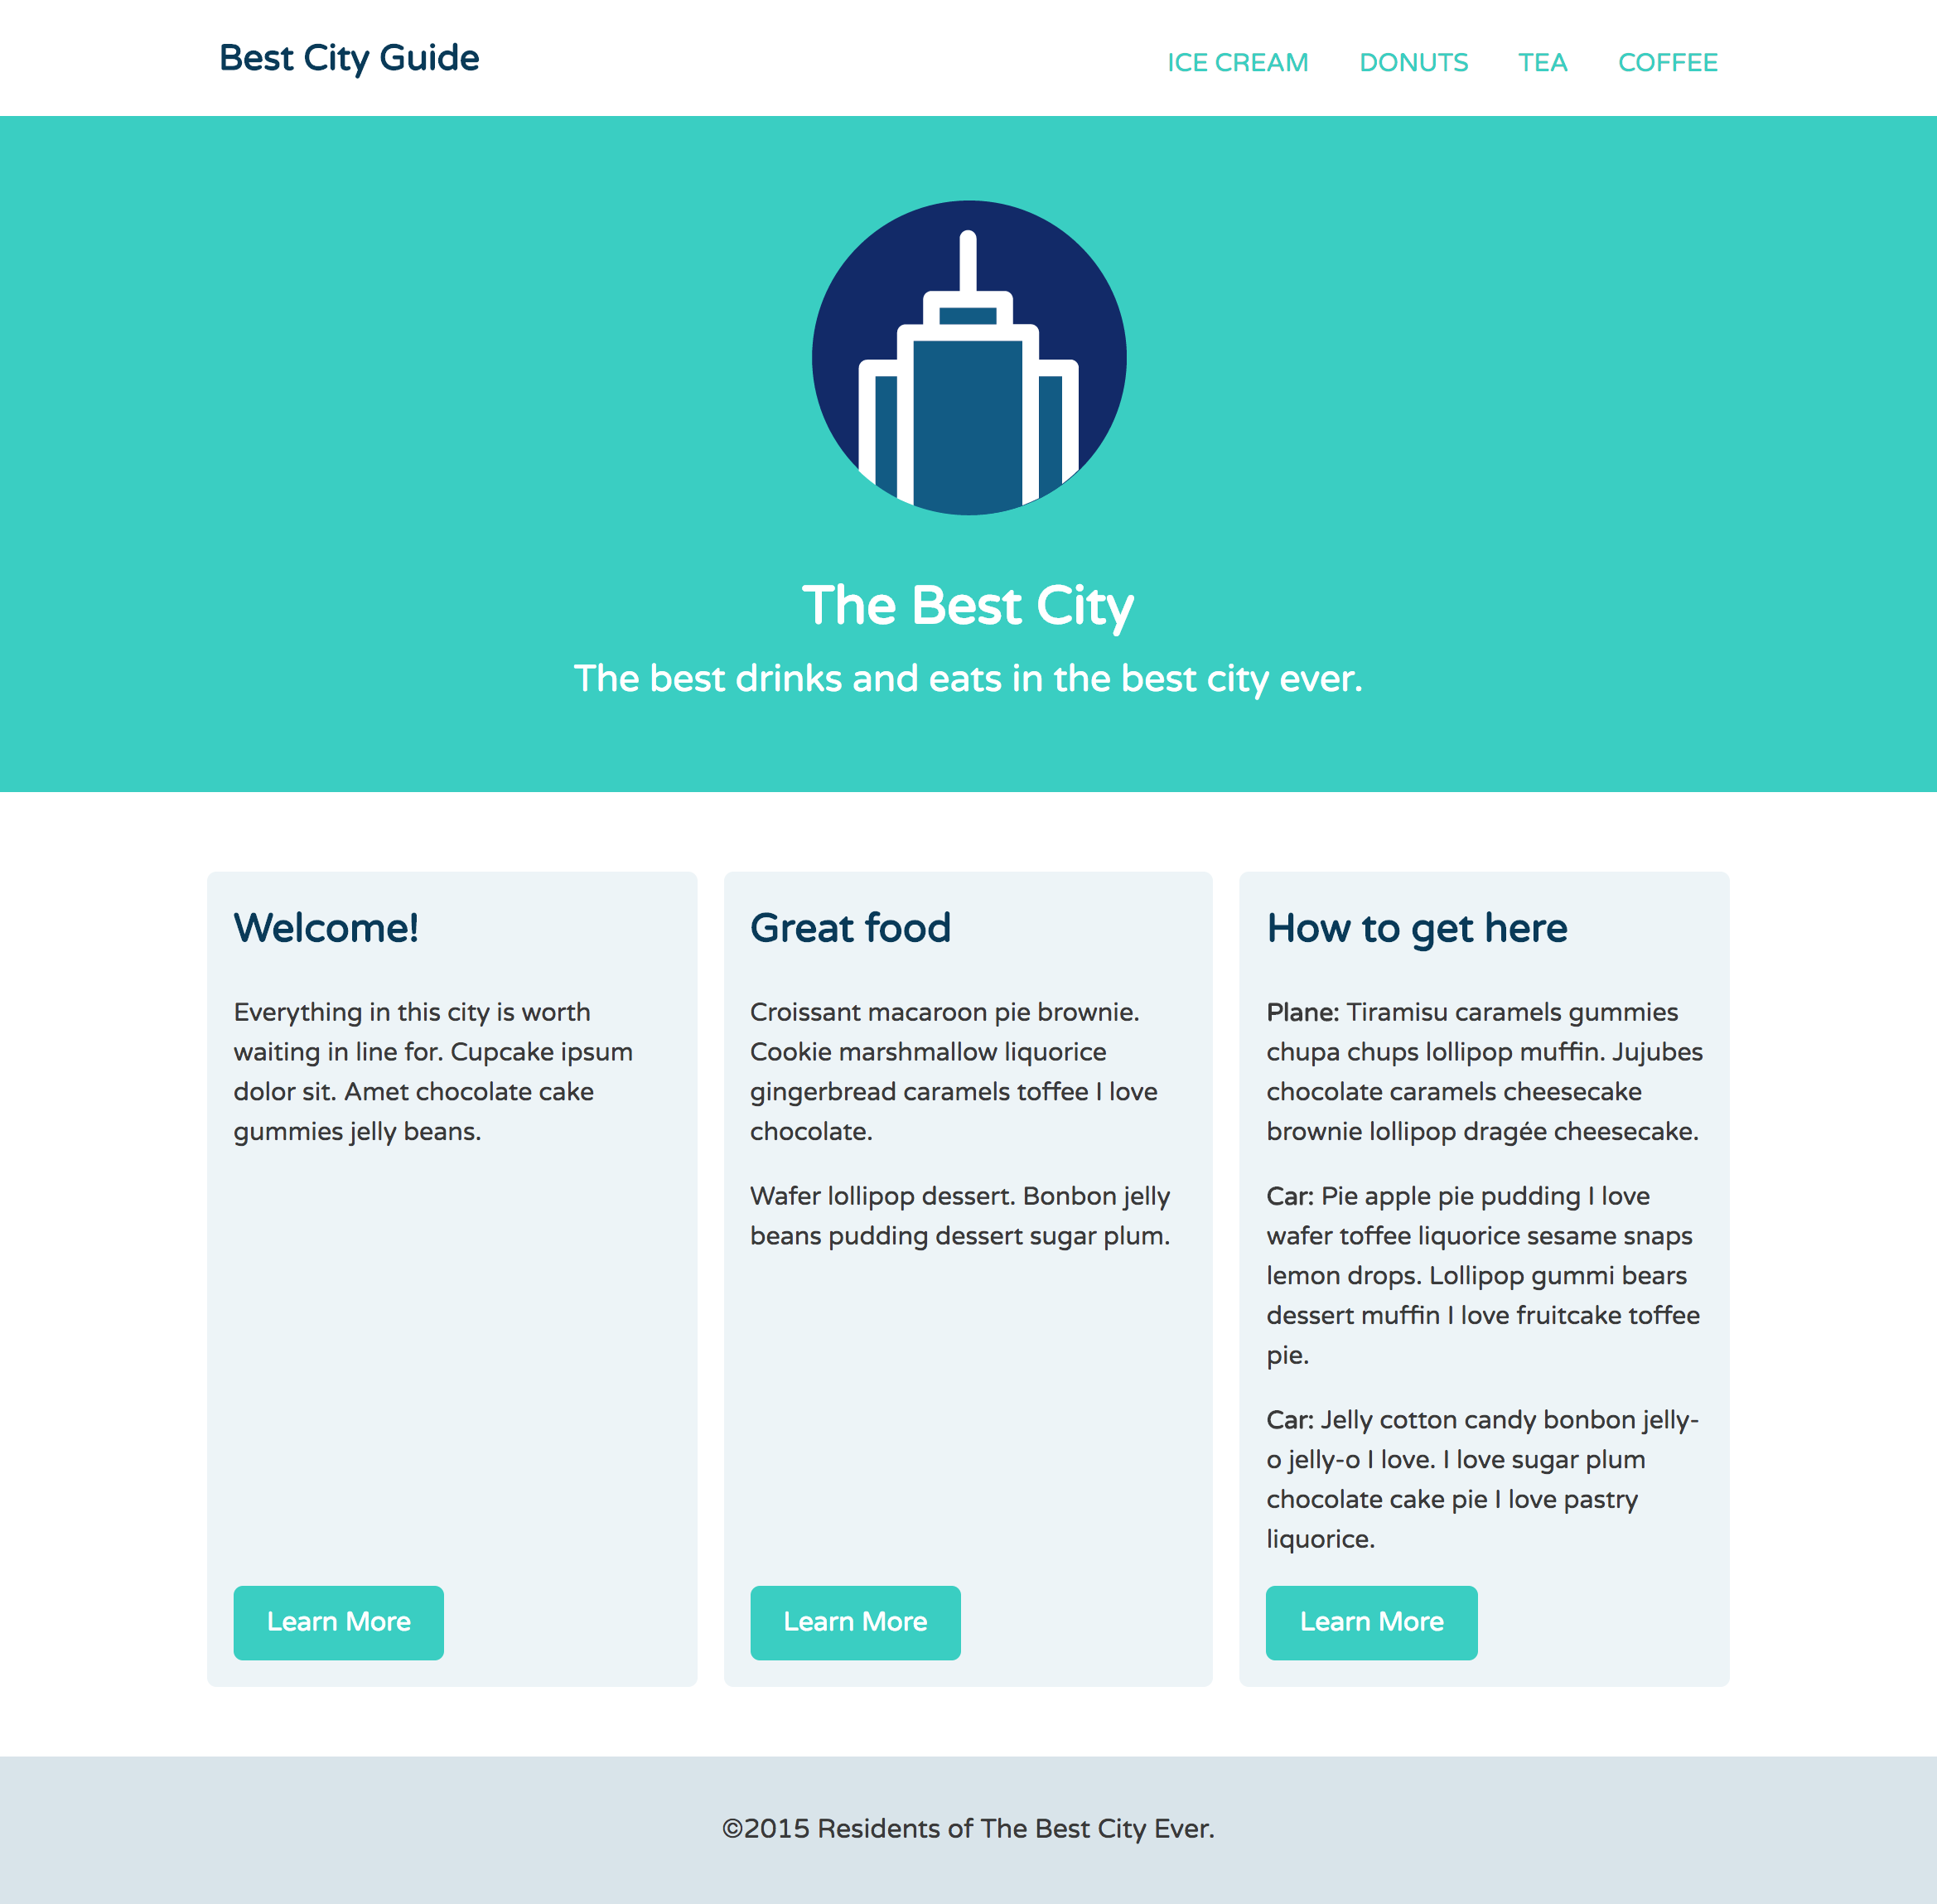 Best City Guide
ICE CREAM DONUTS TEA COFFEE
The Best City
The best drinks and eats in the best city ever.
Welcome!
Everything in this city is worth
waiting in line for. Cupcake ipsum
dolor sit. Amet chocolate cake
gummies jelly beans.
Learn More
Great food
Croissant macaroon pie brownie.
Cookie marshmallow liquorice
gingerbread caramels toffee I love
chocolate.
Wafer lollipop dessert. Bonbon jelly
beans pudding dessert sugar plum.
Learn More
How to get here
Plane: Tiramisu caramels gummies
chupa chups lollipop muffin. Jujubes
chocolate caramels cheesecake
brownie lollipop dragée cheesecake.
Car: Pie apple pie pudding I love
wafer toffee liquorice sesame snaps
lemon drops. Lollipop gummi bears
dessert muffin I love fruitcake toffee
pie.
Car: Jelly cotton candy bonbon jelly-
o jelly-o I love. I love sugar plum
chocolate cake pie I love pastry
liquorice.
Learn More
©2015 Residents of The Best City Ever.